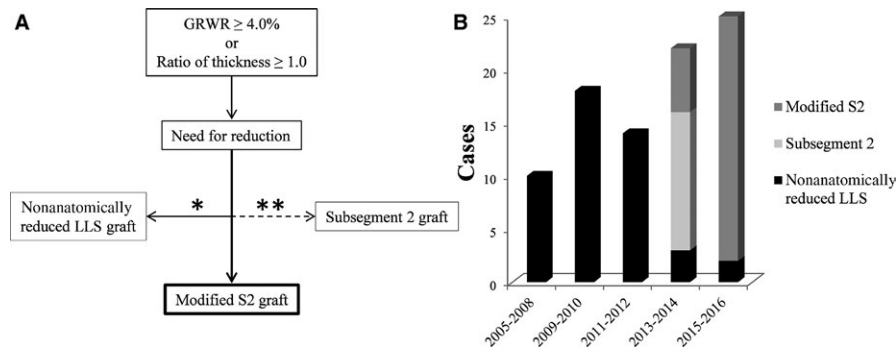 A
GRWR ≥ 4.0%
or
Ratio of thickness ≥ 1.0
Need for reduction
Nonanatomically
reduced LLS graft
*
**
Subsegment 2 graft
Modified S2 graft
B
Cases
25
20
15
10
5
0
2005-2008
2009-2010
2011-2012
2013-2014
2015-2016
Modified S2
Subsegment 2
Nonanatomically
reduced LLS